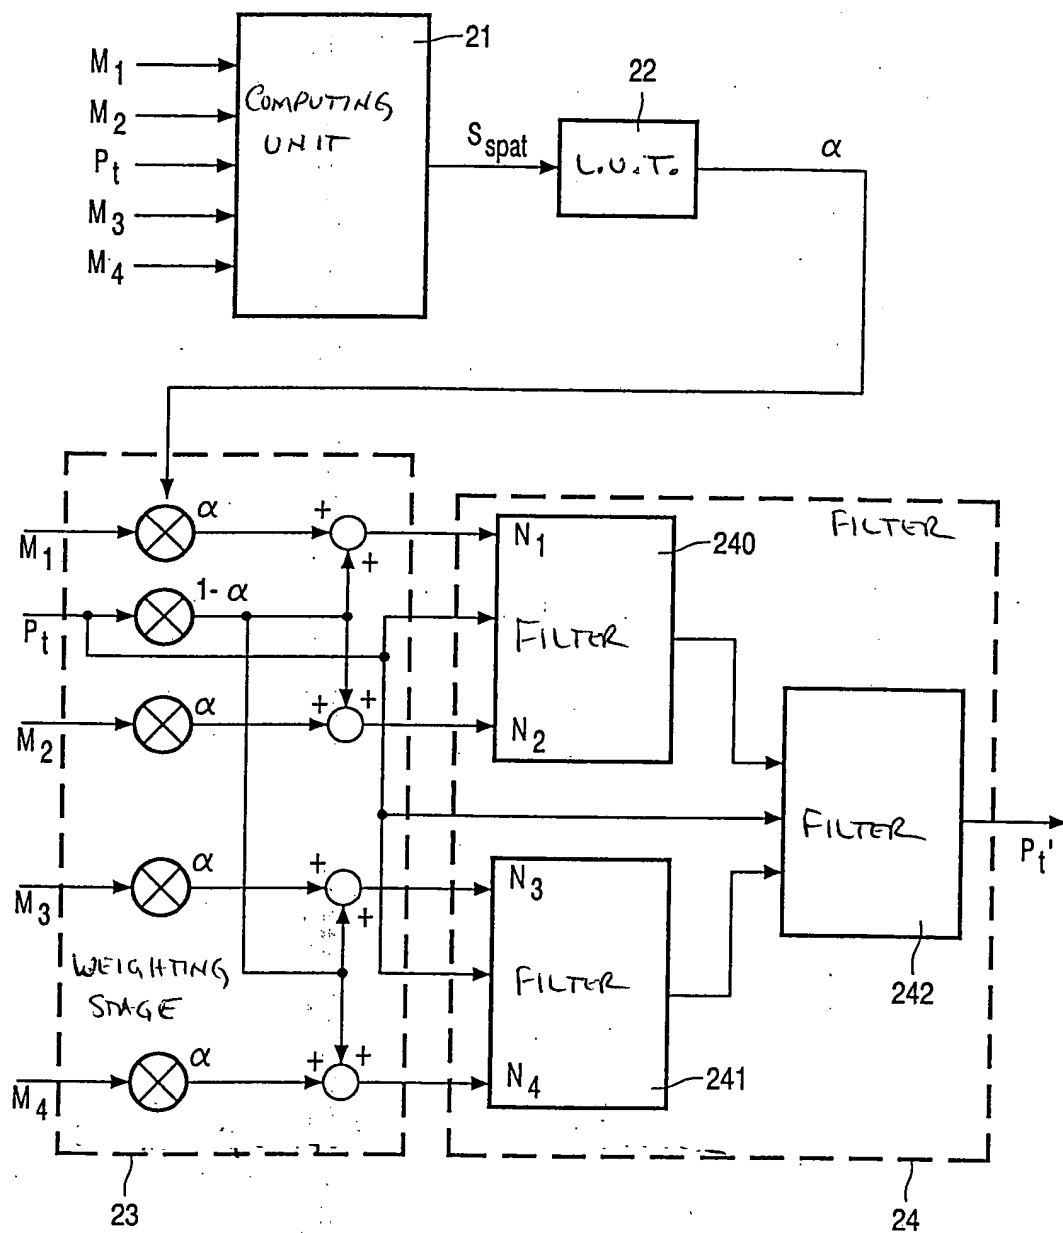 21
M1
M2
Pt
M3
M4
COMPUTING
UNIT
Sspat
22
L.U.T.
α
M1
α
+
+
Pt
1-α
M2
α
+
+
M3
α
+
+
M4
α
+
+
WEIGHTING
STAGE
23
FILTER
N1
240
FILTER
N2
N3
FILTER
N4
241
FILTER
242
Pt'
24